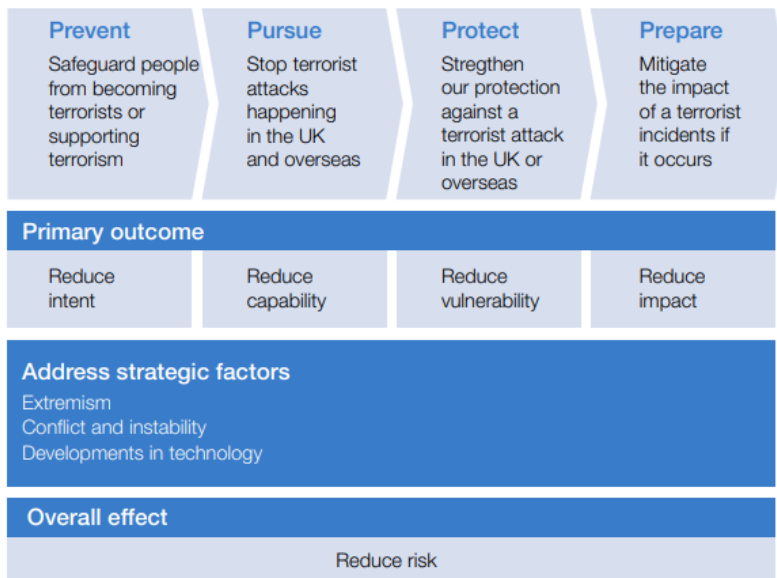 Prevent
Safeguard people
from becoming
terrorists or
supporting
terrorism
Pursue
Stop terrorist
attacks
happening
in the UK
and overseas
Protect
Stregthen
our protection
against a
terrorist attack
in the UK or
overseas
Prepare
Mitigate
the impact
of a terrorist
incidents if
it occurs
Primary outcome
Reduce
intent
Reduce
capability
Reduce
vulnerability
Reduce
impact
Address strategic factors
Extremism
Conflict and instability
Developments in technology
Overall effect
Reduce risk